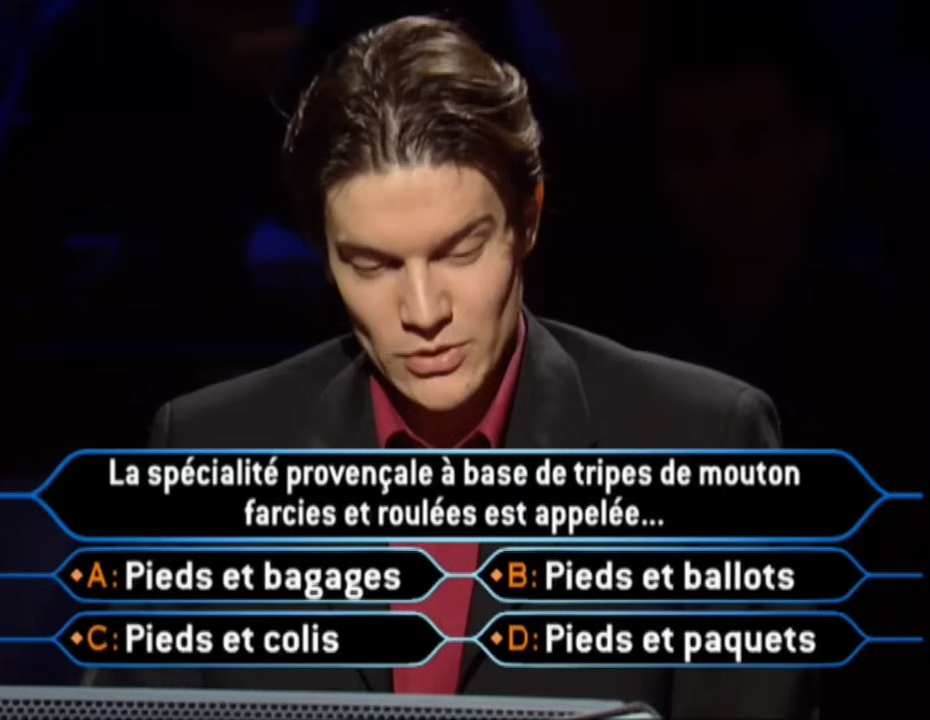 La spécialité provençale à base de tripes de mouton
farcies et roulées est appelée...
A: Pieds et bagages
B: Pieds et ballots
C: Pieds et colis
D: Pieds et paquets